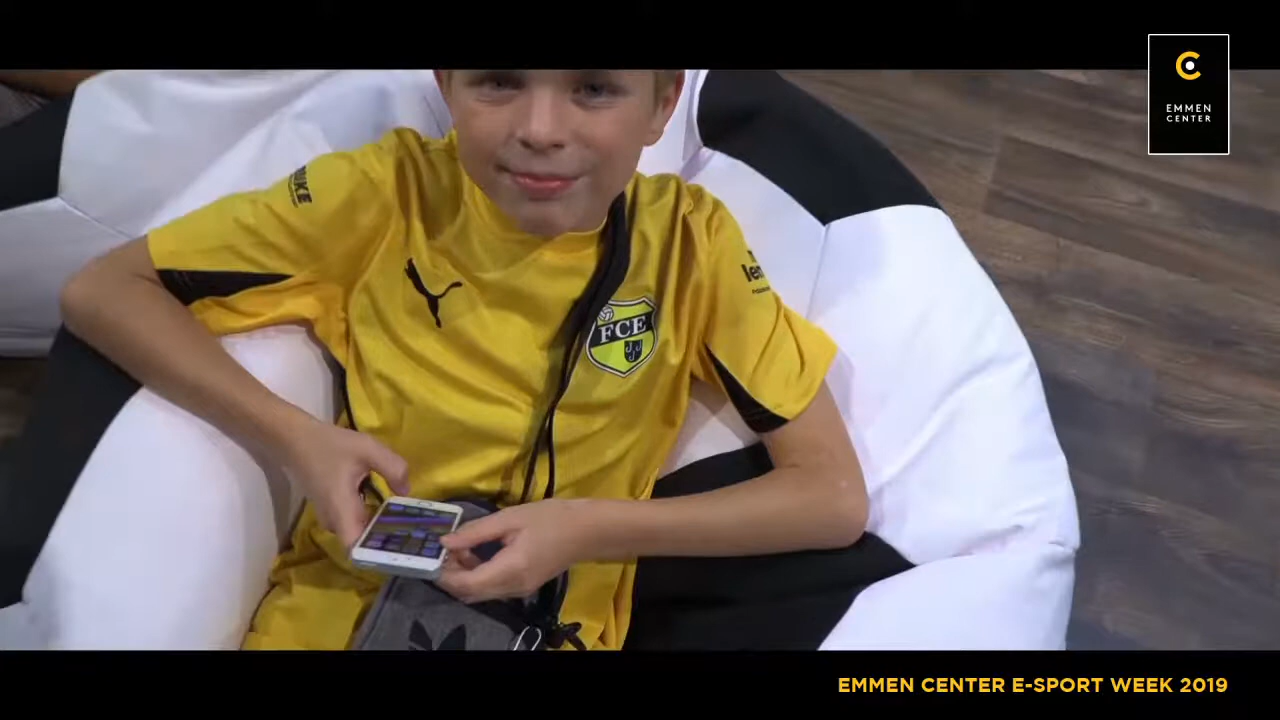 EMMEN
CENTER
FCE
EMMEN CENTER E-SPORT WEEK 2019